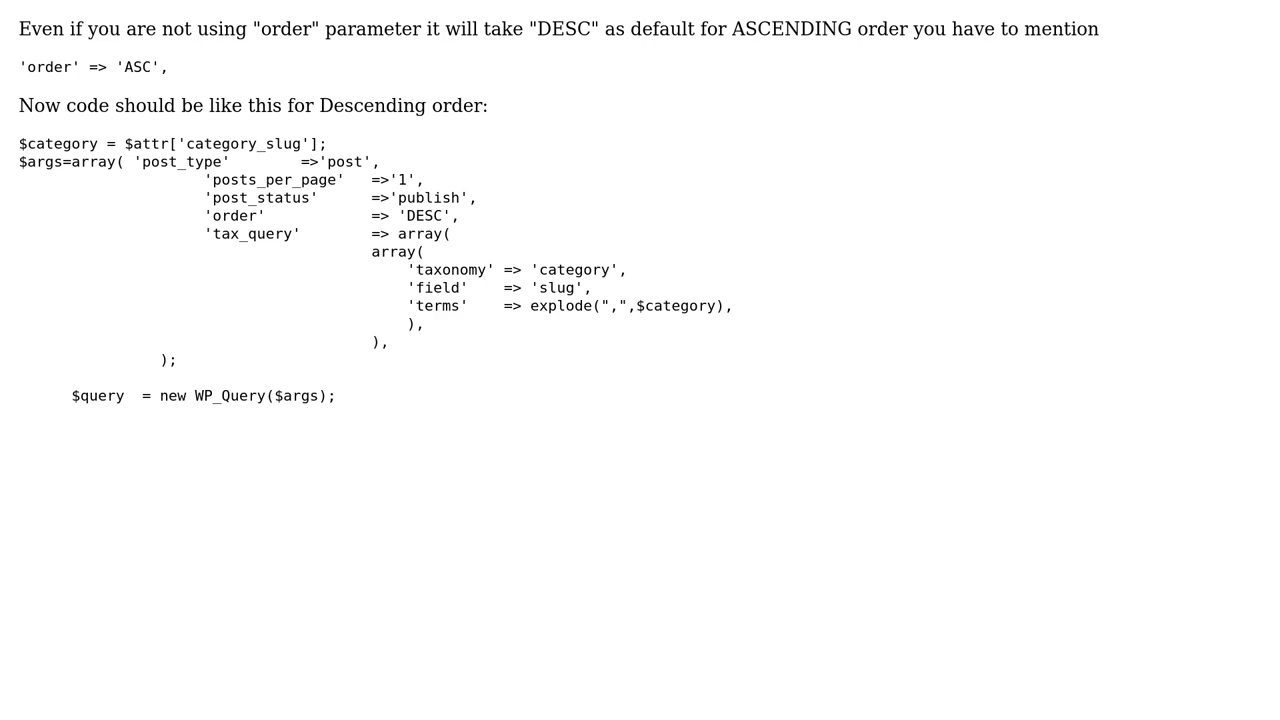 Even if you are not using "order" parameter it will take "DESC" as default for ASCENDING order you have to mention
'order' => 'ASC',
Now code should be like this for Descending order:
$category = $attr['category_slug'];
$args=array( 'post_type'        =>'post',
                     'posts_per_page'   =>'1',
                     'post_status'      =>'publish',
                     'order'            => 'DESC',
                     'tax_query'        => array(
                                        array(
                                            'taxonomy' => 'category',
                                            'field'    => 'slug',
                                            'terms'    => explode(",",$category),
                                            ),
                                        ),
                );
      $query  = new WP_Query($args);